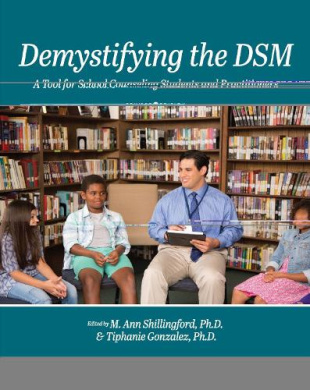 Demystifying the DSM
A Tool for School Counseling Students and Practitioners
Edited by M. Ann Shillingford, Ph.D.
& Tiphanie Gonzalez, Ph.D.